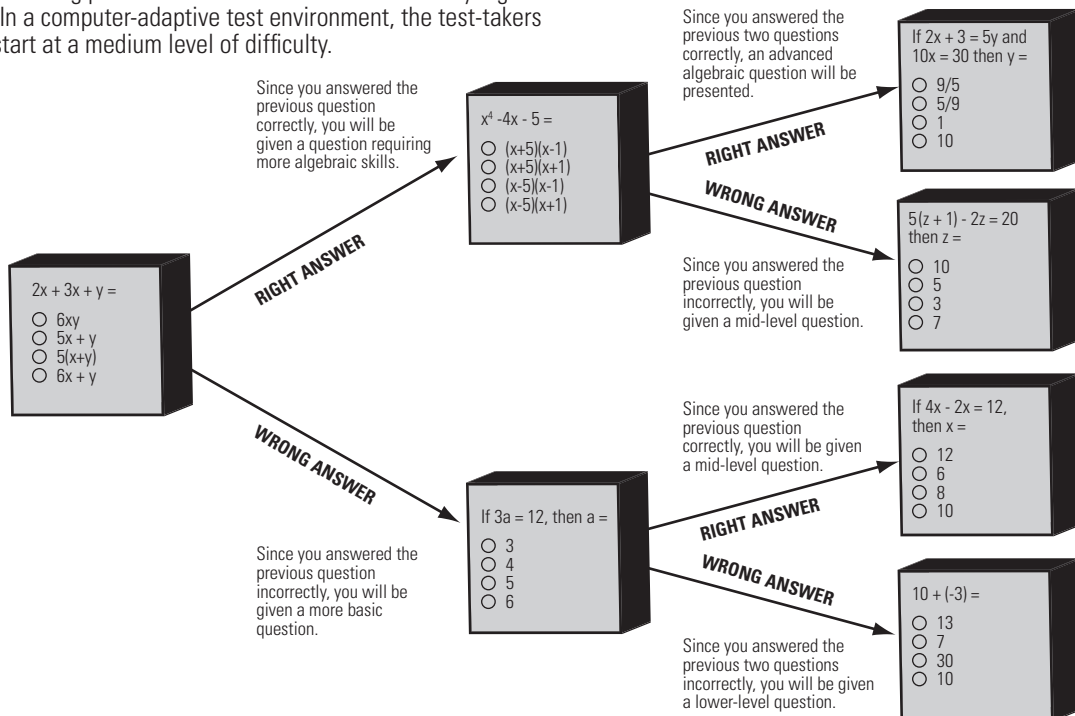 In a computer-adaptive test environment, the test-takers
start at a medium level of difficulty.
Since you answered the
previous question
correctly, you will be
given a question requiring
more algebraic skills.
Since you answered the
previous two questions
correctly, an advanced
algebraic question will be
presented.
2x + 3x + y =
6xy
5x + y
5(x+y)
6x + y
RIGHT ANSWER
WRONG ANSWER
x⁴ -4x - 5 =
(x+5)(x-1)
(x+5)(x+1)
(x-5)(x-1)
(x-5)(x+1)
RIGHT ANSWER
WRONG ANSWER
If 2x + 3 = 5y and
10x = 30 then y =
9/5
5/9
1
10
Since you answered the
previous question
incorrectly, you will be
given a mid-level question.
5(z + 1) - 2z = 20
then z =
10
5
3
7
Since you answered the
previous question
incorrectly, you will be
given a more basic
question.
If 3a = 12, then a =
3
4
5
6
Since you answered the
previous question
correctly, you will be given
a mid-level question.
RIGHT ANSWER
WRONG ANSWER
If 4x - 2x = 12,
then x =
12
6
8
10
Since you answered the
previous two questions
incorrectly, you will be given
a lower-level question.
10 + (-3) =
13
7
30
10